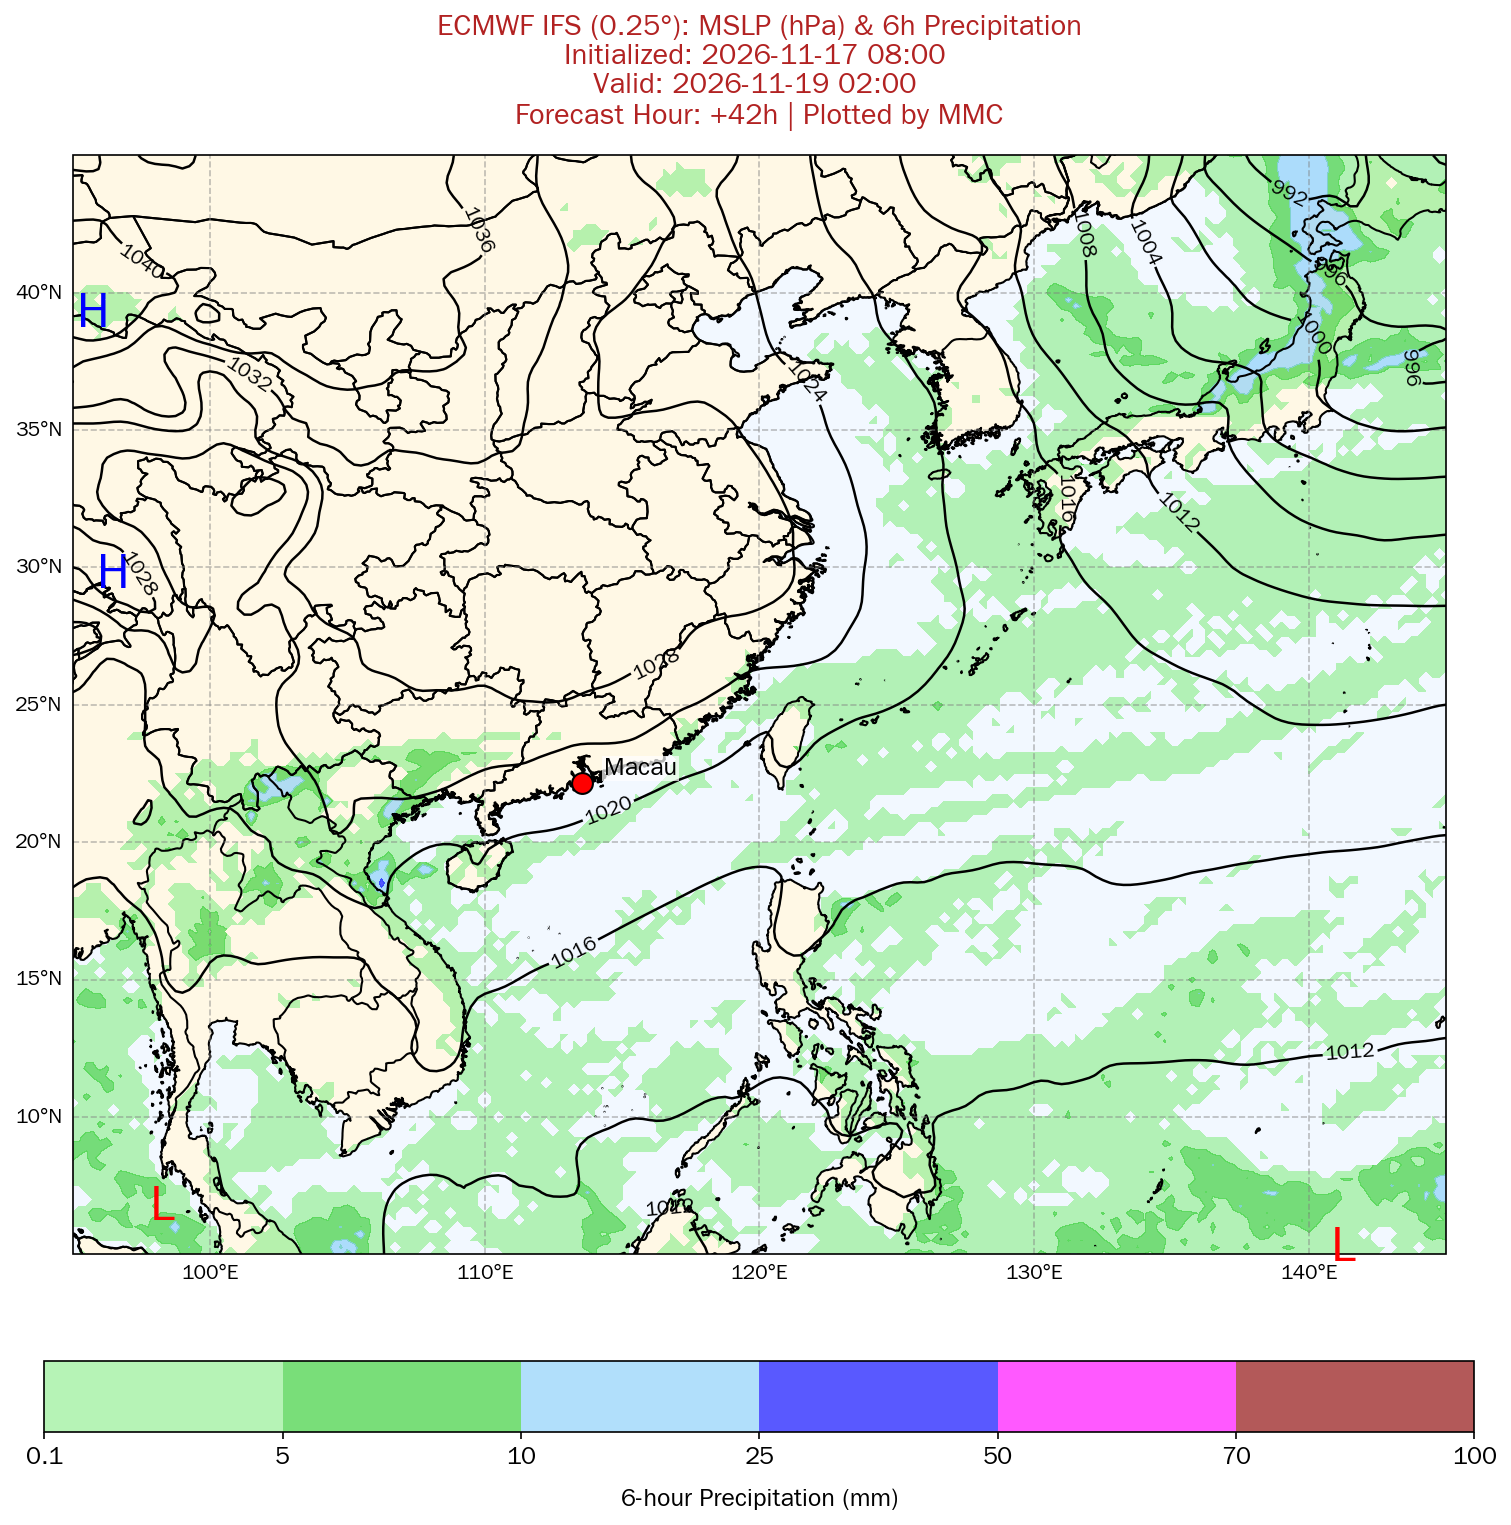 ECMWF IFS (0.25°): MSLP (hPa) & 6h Precipitation
Initialized: 2026-11-17 08:00
Valid: 2026-11-19 02:00
Forecast Hour: +42h | Plotted by MMC
992
1036
1008
1004
1040
996
40°N
H
1000
1032
1024
996
35°N
1016
1012
30°N
H
1028
1028
25°N
Macau
1020
20°N
1016
15°N
1012
10°N
L
1012
L
100°E
110°E
120°E
130°E
140°E
0.1
5
10
25
50
70
100
6-hour Precipitation (mm)